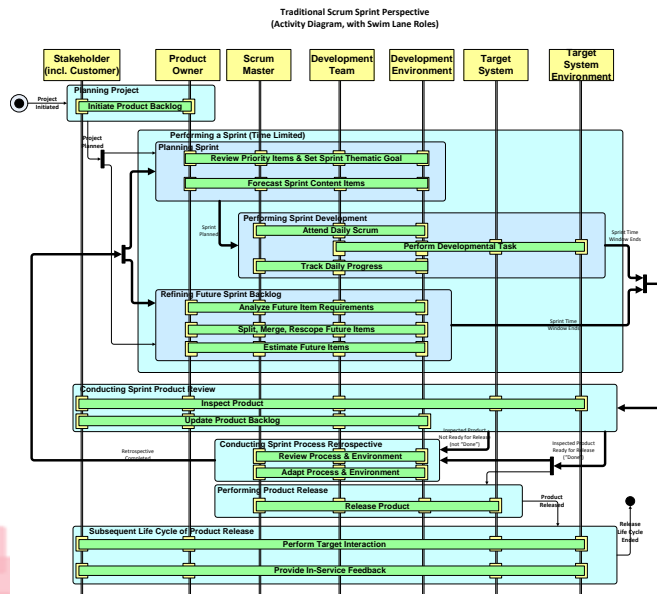 Traditional Scrum Sprint Perspective
(Activity Diagram, with Swim Lane Roles)
Stakeholder
(incl. Customer)
Product
Owner
Scrum
Master
Development
Team
Development
Environment
Target
System
Target
System
Environment
Planning Project
Project
Initiated
Initiate Product Backlog
Project
Planned
Performing a Sprint (Time Limited)
Planning Sprint
Review Priority Items & Set Sprint Thematic Goal
Forecast Sprint Content Items
Sprint
Planned
Performing Sprint Development
Attend Daily Scrum
Perform Developmental Task
Track Daily Progress
Sprint Time
Window Ends
Refining Future Sprint Backlog
Analyze Future Item Requirements
Split, Merge, Rescope Future Items
Estimate Future Items
Sprint Time
Window Ends
Conducting Sprint Product Review
Inspect Product
Update Product Backlog
Inspected Product
Not Ready for Release
(not "Done")
Conducting Sprint Process Retrospective
Review Process & Environment
Adapt Process & Environment
Retrospective
Completed
Inspected Product
Ready for Release
("Done")
Performing Product Release
Release Product
Product
Released
Subsequent Life Cycle of Product Release
Perform Target Interaction
Provide In-Service Feedback
Release
Life Cycle
Ended